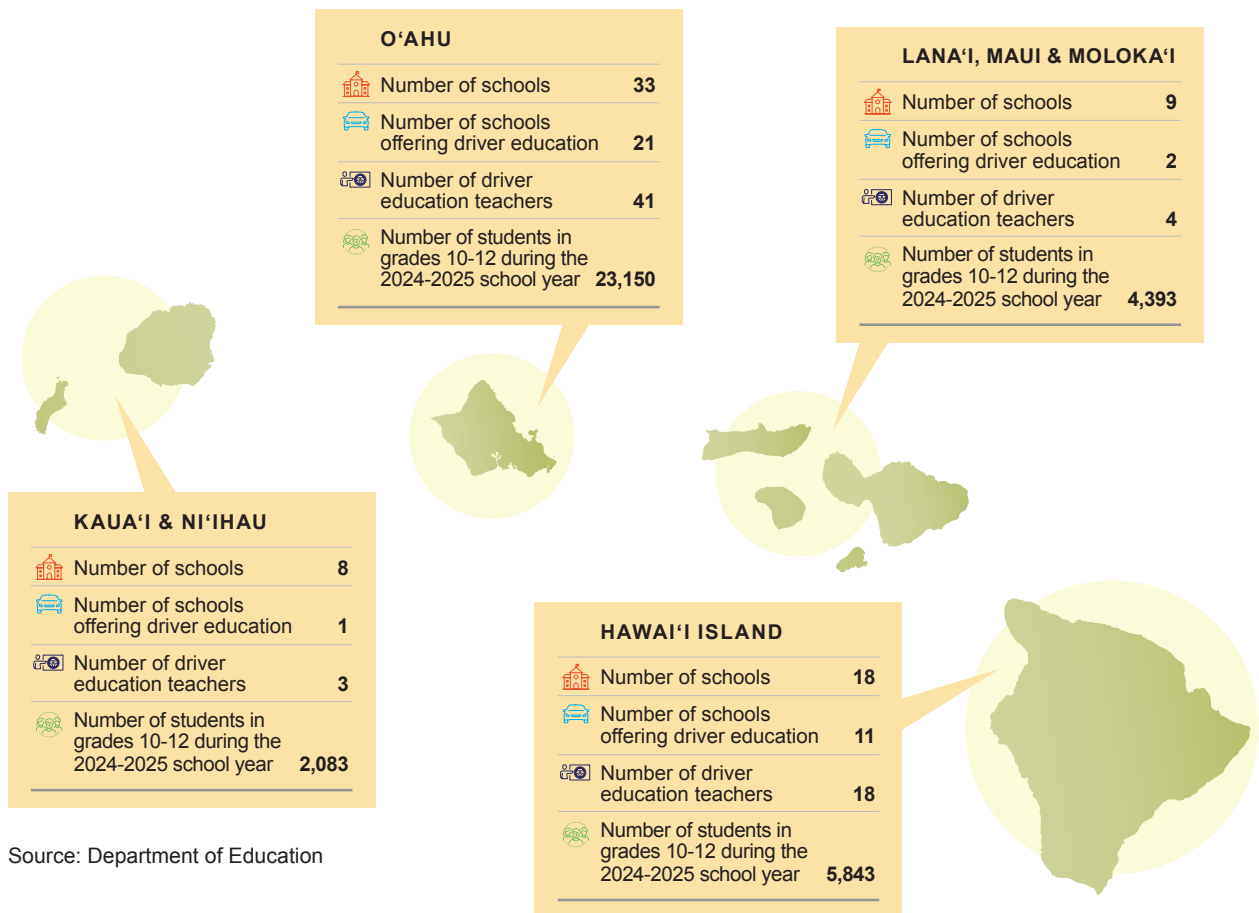 OʻAHU
Number of schools 33
Number of schools
offering driver education 21
Number of driver
education teachers 41
Number of students in
grades 10-12 during the
2024-2025 school year 23,150
LANAʻI, MAUI & MOLOKAʻI
Number of schools 9
Number of schools
offering driver education 2
Number of driver
education teachers 4
Number of students in
grades 10-12 during the
2024-2025 school year 4,393
KAUAʻI & NIʻIHAU
Number of schools 8
Number of schools
offering driver education 1
Number of driver
education teachers 3
Number of students in
grades 10-12 during the
2024-2025 school year 2,083
HAWAIʻI ISLAND
Number of schools 18
Number of schools
offering driver education 11
Number of driver
education teachers 18
Number of students in
grades 10-12 during the
2024-2025 school year 5,843
Source: Department of Education